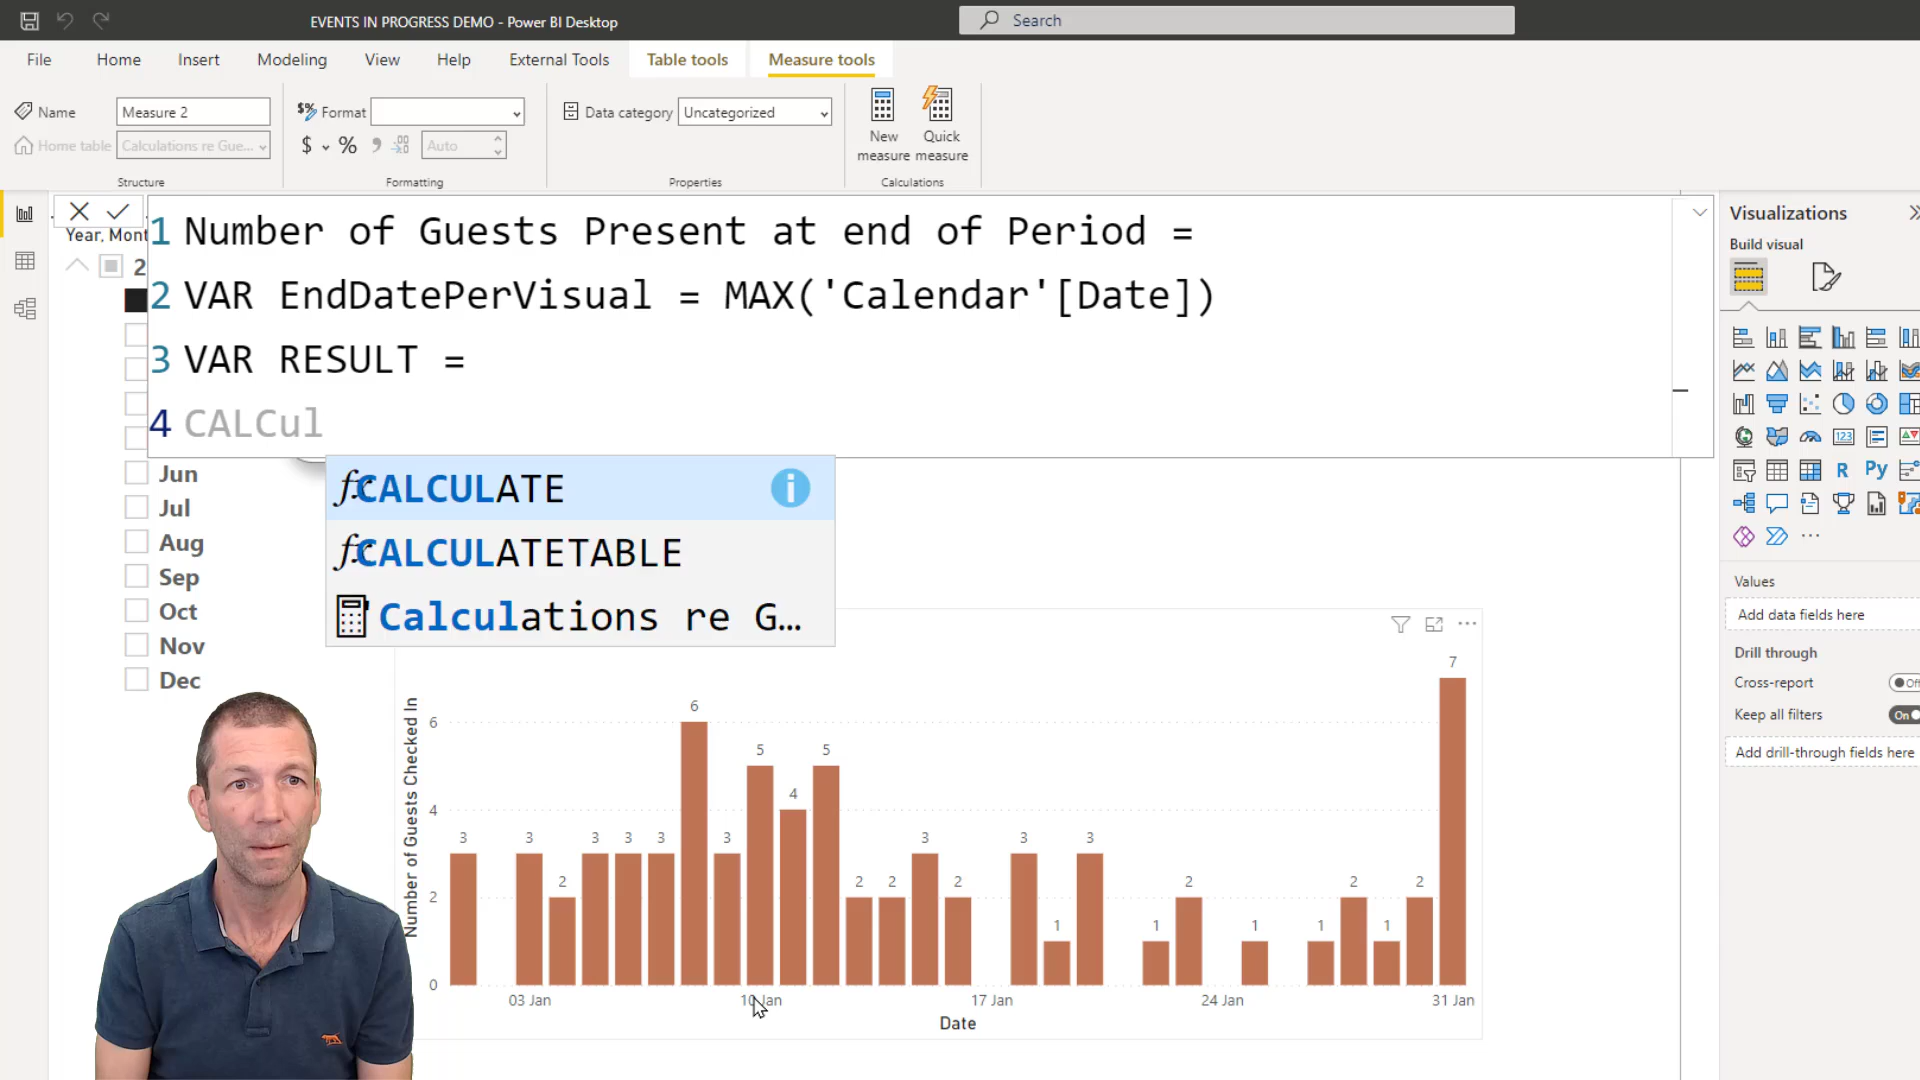 EVENTS IN PROGRESS DEMO - Power BI Desktop
Search
File Home Insert Modeling View Help External Tools Table tools Measure tools
Name Measure 2
Home table Calculations re Gue...
Structure
$% Format
$ % Auto
Formatting
Data category Uncategorized
Properties
New measure
Quick measure
Calculations
Year, Mont
2
1 Number of Guests Present at end of Period =
2 VAR EndDatePerVisual = MAX('Calendar'[Date])
3 VAR RESULT =
4 CALCul
fx CALCULATE
fx CALCULATETABLE
Calculations re G...
Jun
Jul
Aug
Sep
Oct
Nov
Dec
Number of Guests Checked In
6
4
2
0
3 3 2 3 3 3 6 3 5 4 5 2 2 3 2 3 1 3 1 2 1 1 2 1 2 7
03 Jan 10 Jan 17 Jan 24 Jan 31 Jan
Date
Visualizations
Build visual
123
R Py
...
Values
Add data fields here
Drill through
Cross-report Off
Keep all filters On
Add drill-through fields here